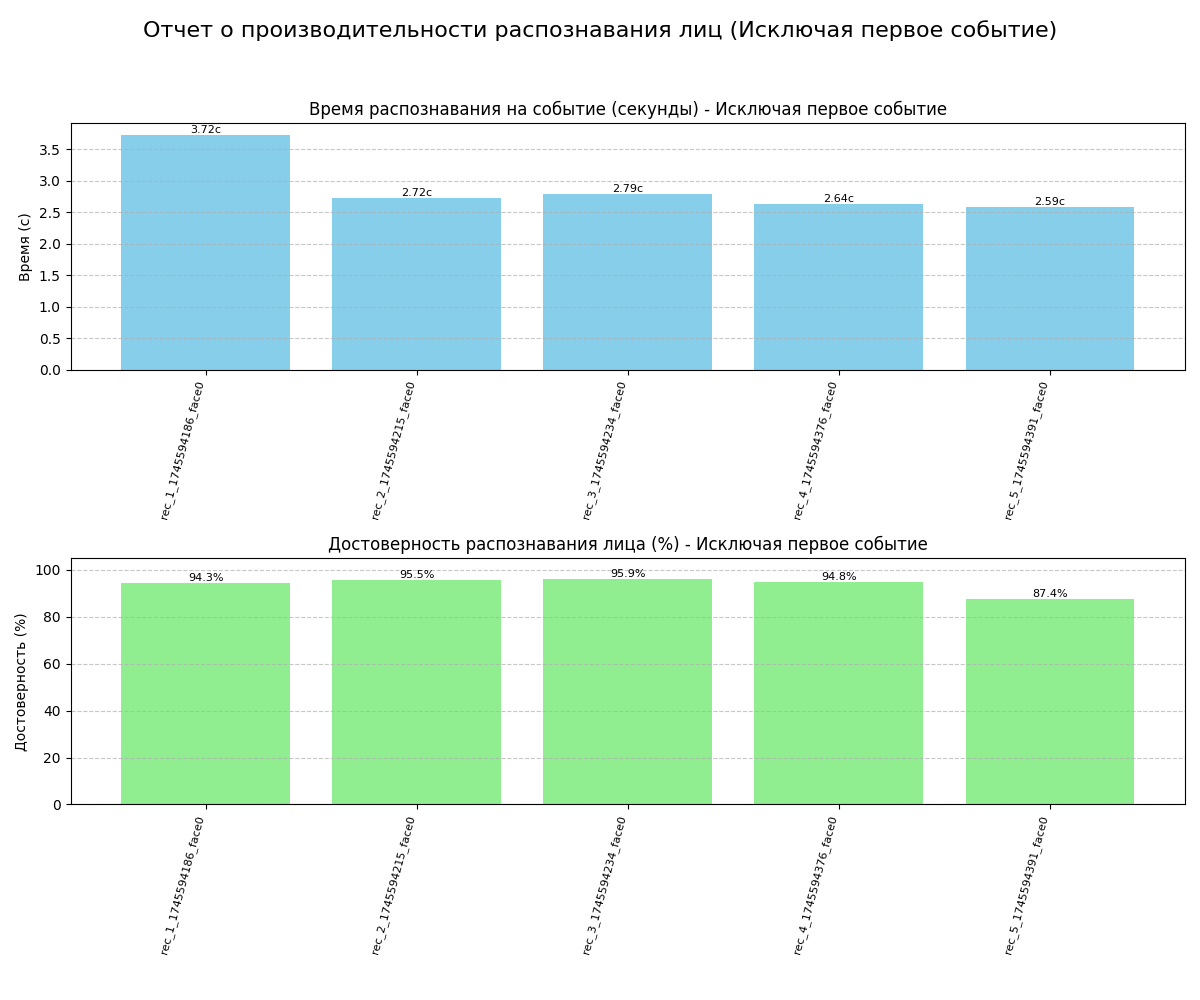 Отчет о производительности распознавания лиц (Исключая первое событие)
Время распознавания на событие (секунды) - Исключая первое событие
Время (с)
3.5
3.0
2.5
2.0
1.5
1.0
0.5
0.0
3.72с
2.72с
2.79с
2.64с
2.59с
rec_1_1745594186_face0
rec_2_1745594215_face0
rec_3_1745594234_face0
rec_4_1745594376_face0
rec_5_1745594391_face0
Достоверность распознавания лица (%) - Исключая первое событие
Достоверность (%)
100
80
60
40
20
0
94.3%
95.5%
95.9%
94.8%
87.4%
rec_1_1745594186_face0
rec_2_1745594215_face0
rec_3_1745594234_face0
rec_4_1745594376_face0
rec_5_1745594391_face0